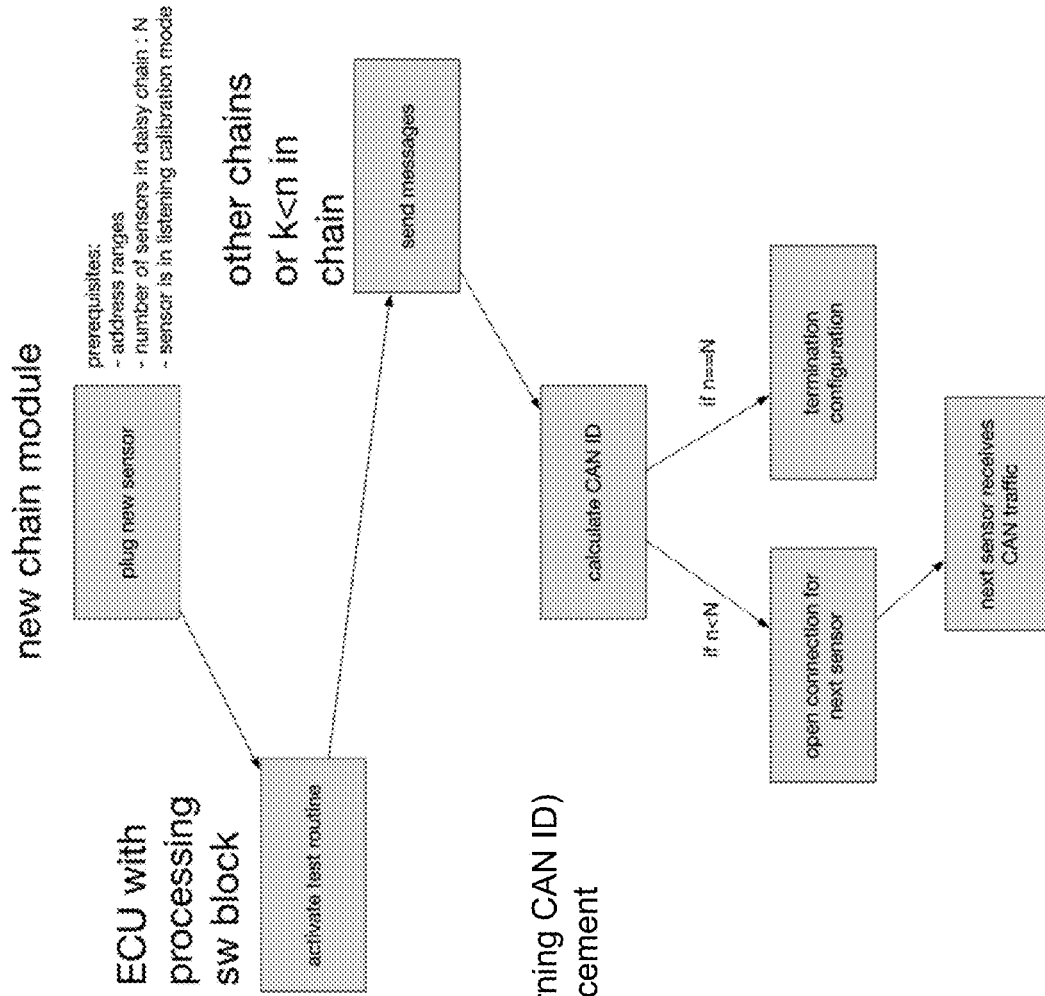 new chain module
plug new sensor
prerequisites:
- address ranges
- number of sensors in daisy chain : N
- sensor is in listening calibration mode
ECU with
processing
sw block
activate test routine
other chains
or k<n in
chain
send messages
calculate CAN ID
if n<N
if n==N
open connection for
next sensor
termination
configuration
next sensor receives
CAN traffic
rning CAN ID)
cement